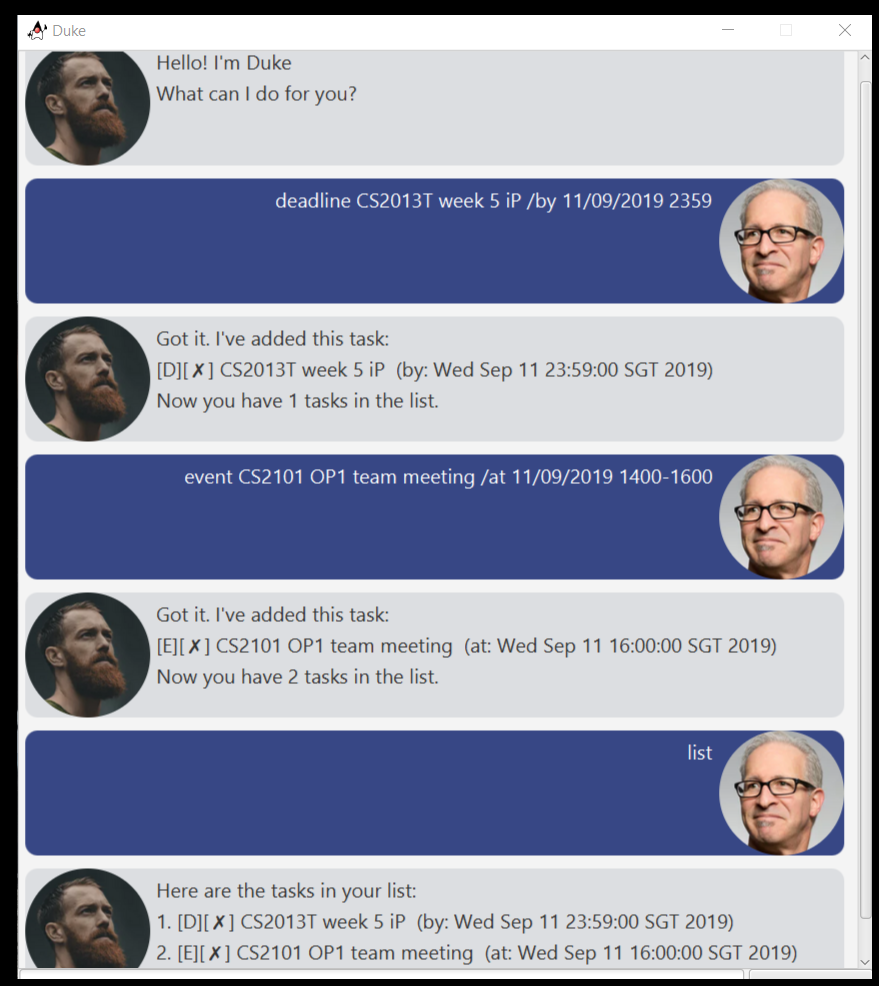 Duke
Hello! I'm Duke
What can I do for you?
deadline CS2013T week 5 iP /by 11/09/2019 2359
Got it. I've added this task:
[D][✗] CS2013T week 5 iP  (by: Wed Sep 11 23:59:00 SGT 2019)
Now you have 1 tasks in the list.
event CS2101 OP1 team meeting /at 11/09/2019 1400-1600
Got it. I've added this task:
[E][✗] CS2101 OP1 team meeting  (at: Wed Sep 11 16:00:00 SGT 2019)
Now you have 2 tasks in the list.
list
Here are the tasks in your list:
1. [D][✗] CS2013T week 5 iP  (by: Wed Sep 11 23:59:00 SGT 2019)
2. [E][✗] CS2101 OP1 team meeting  (at: Wed Sep 11 16:00:00 SGT 2019)